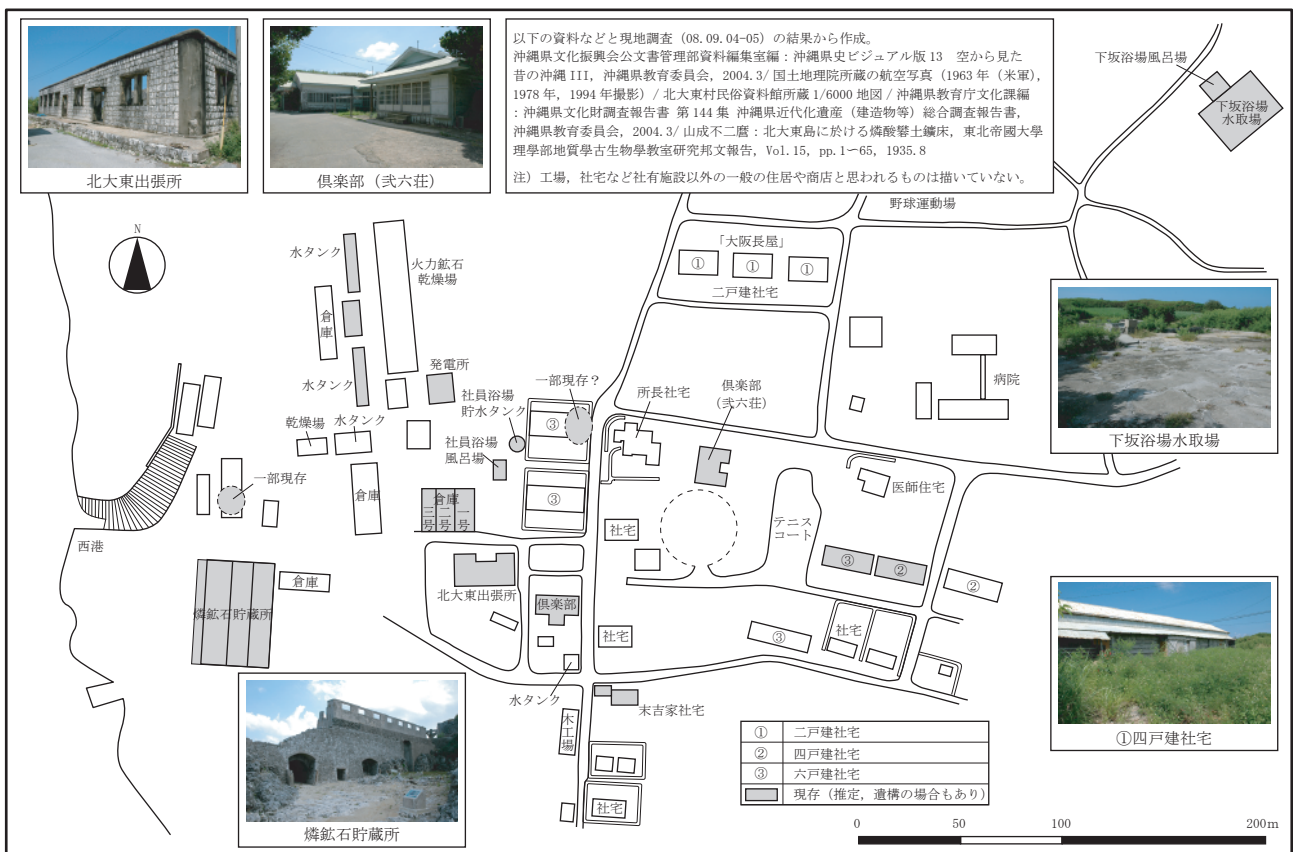 北大東出張所
倶楽部（弐六荘）
以下の資料などと現地調査（08.09.04-05）の結果から作成。
沖縄県文化振興会公文書管理部資料編集室編：沖縄県史ビジュアル版 13　空から見た
昔の沖縄 III，沖縄県教育委員会，2004.3/ 国土地理院所蔵の航空写真（1963 年（米軍），
1978 年，1994 年撮影）/ 北大東村民俗資料館所蔵 1/6000 地図 / 沖縄県教育庁文化課編
：沖縄県文化財調査報告書 第 144 集 沖縄県近代化遺産（建造物等）総合調査報告書，
沖縄県教育委員会，2004.3/ 山成不二麿：北大東島に於ける燐酸礬土鑛床，東北帝國大學
理學部地質學古生物學教室研究邦文報告，Vol.15，pp.1〜65，1935.8
注）工場，社宅など社有施設以外の一般の住居や商店と思われるものは描いていない。
下坂浴場風呂場
下坂浴場
水取場
野球運動場
N
水タンク
火力鉱石
乾燥場
倉庫
水タンク
発電所
「大阪長屋」
①
①
①
二戸建社宅
病院
下坂浴場水取場
社員浴場
貯水タンク
一部現存？
③
所長社宅
倶楽部
（弐六荘）
乾燥場
水タンク
社員浴場
風呂場
一部現存
倉庫
倉庫
三号
二号
一号
③
社宅
テニス
コート
医師住宅
③
②
②
西港
燐鉱石貯蔵所
倉庫
北大東出張所
倶楽部
社宅
③
社宅
水タンク
末吉家社宅
木工場
社宅
燐鉱石貯蔵所
①　二戸建社宅
②　四戸建社宅
③　六戸建社宅
現存（推定，遺構の場合もあり）
①四戸建社宅
0　50　100　200m